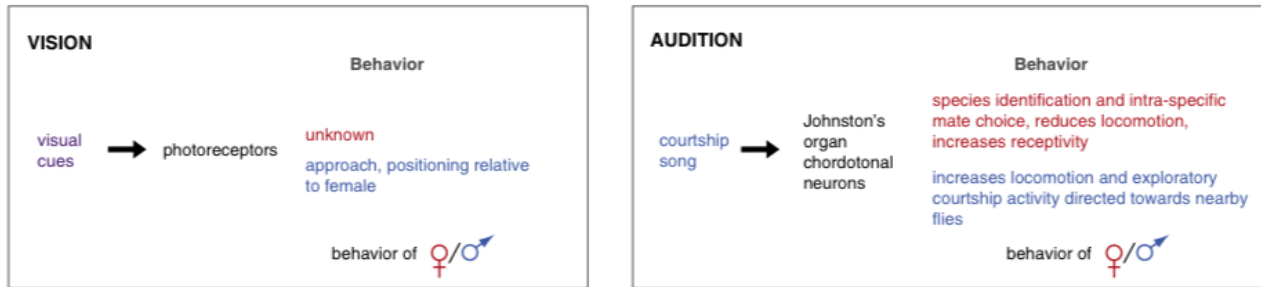 VISION
Behavior
visual
cues
photoreceptors
unknown
approach, positioning relative
to female
behavior of ♀/♂
AUDITION
Behavior
courtship
song
Johnston's
organ
chordotonal
neurons
species identification and intra-specific
mate choice, reduces locomotion,
increases receptivity
increases locomotion and exploratory
courtship activity directed towards nearby
flies
behavior of ♀/♂